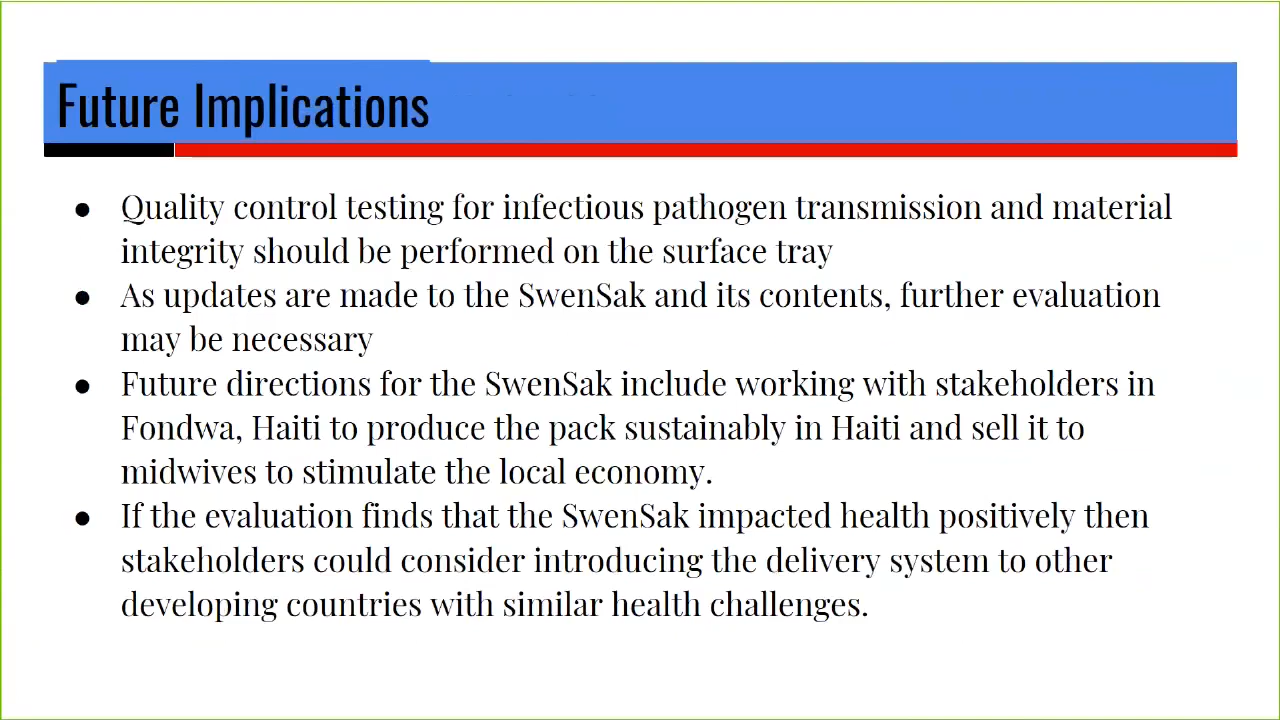 Future Implications
● Quality control testing for infectious pathogen transmission and material
integrity should be performed on the surface tray
● As updates are made to the SwenSak and its contents, further evaluation
may be necessary
● Future directions for the SwenSak include working with stakeholders in
Fondwa, Haiti to produce the pack sustainably in Haiti and sell it to
midwives to stimulate the local economy.
● If the evaluation finds that the SwenSak impacted health positively then
stakeholders could consider introducing the delivery system to other
developing countries with similar health challenges.